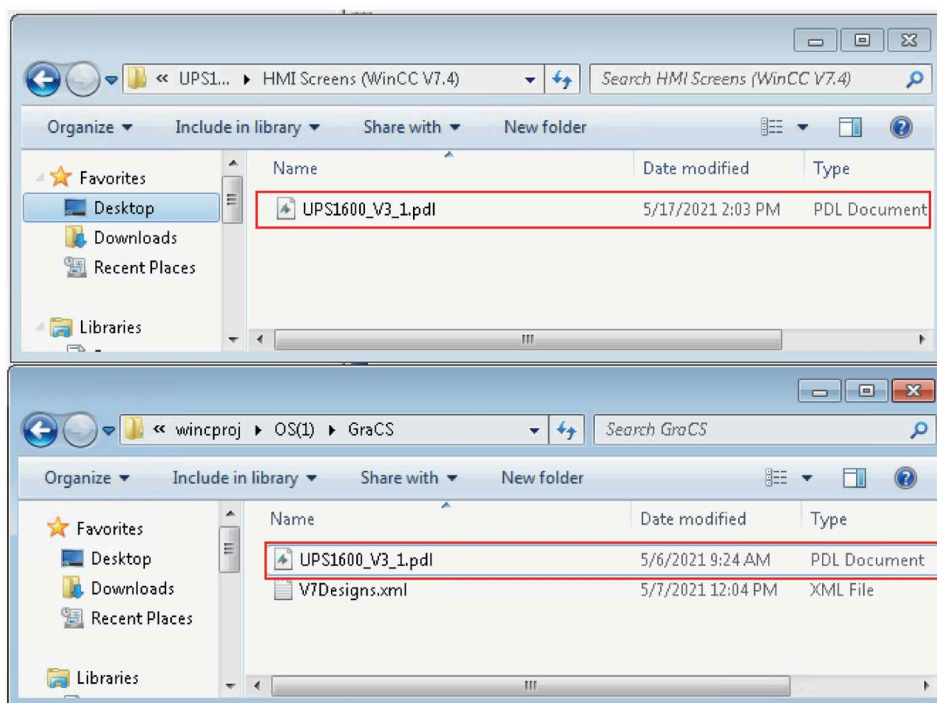 « UPS1... ▸ HMI Screens (WinCC V7.4) Search HMI Screens (WinCC V7.4)
Organize Include in library Share with New folder
Name Date modified Type
Favorites
Desktop UPS1600_V3_1.pdl 5/17/2021 2:03 PM PDL Document
Downloads
Recent Places
Libraries
« wincproj ▸ OS(1) ▸ GraCS Search GraCS
Organize Include in library Share with New folder
Name Date modified Type
Favorites
Desktop UPS1600_V3_1.pdl 5/6/2021 9:24 AM PDL Document
Downloads V7Designs.xml 5/7/2021 12:04 PM XML File
Recent Places
Libraries